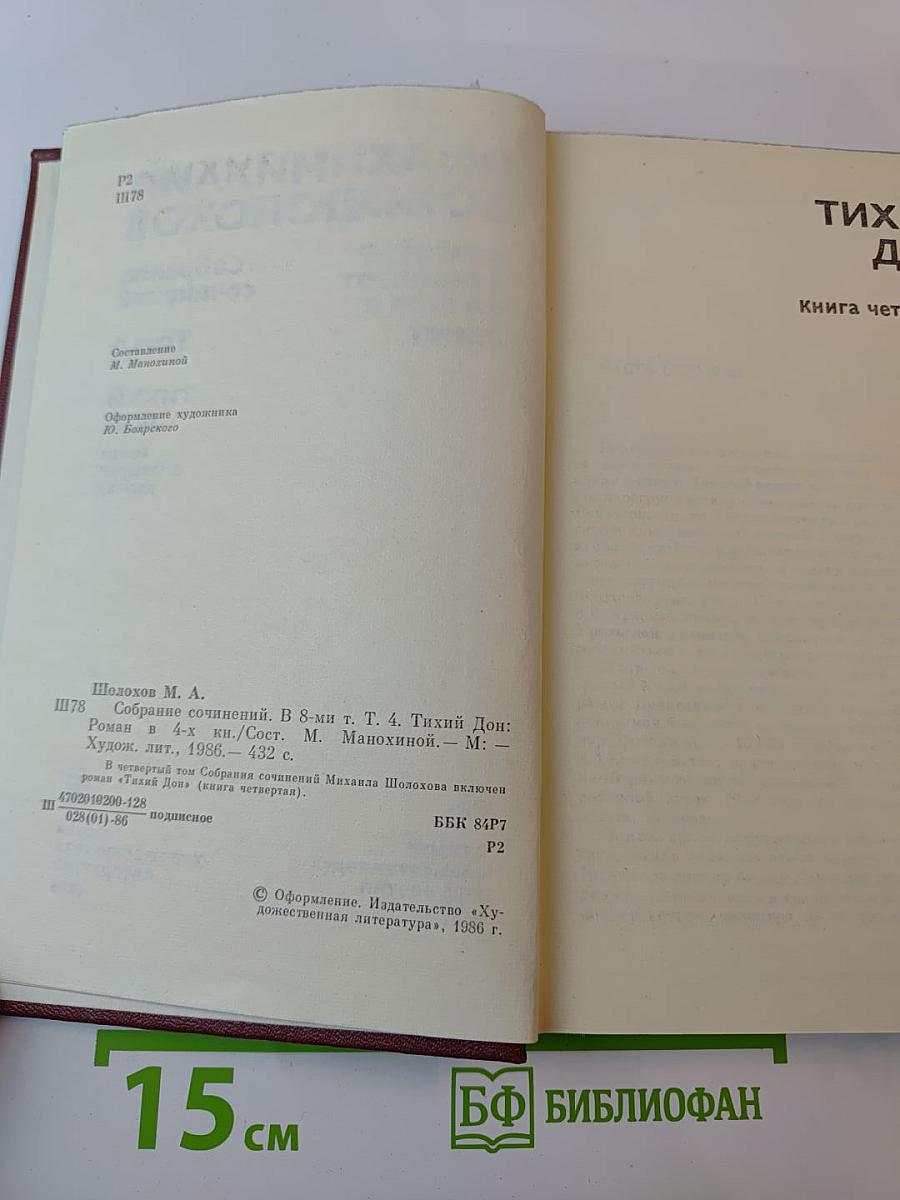 Р2
Ш78
Составление
М. Манохиной
Оформление художника
Ю. Боярского
Шолохов М. А.
Ш78 Собрание сочинений. В 8-ми т. Т. 4. Тихий Дон:
Роман в 4-х кн./Сост. М. Манохиной.— М: —
Худож. лит., 1986.— 432 с.
В четвертый том Собрания сочинений Михаила Шолохова включен
роман «Тихий Дон» (книга четвертая).
Ш 4702010200-128
028(01)-86 подписное
ББК 84Р7
Р2
© Оформление. Издательство «Ху-
дожественная литература», 1986 г.
ТИХ
Д
Книга чет
15 см
БФ БИБЛИОФАН